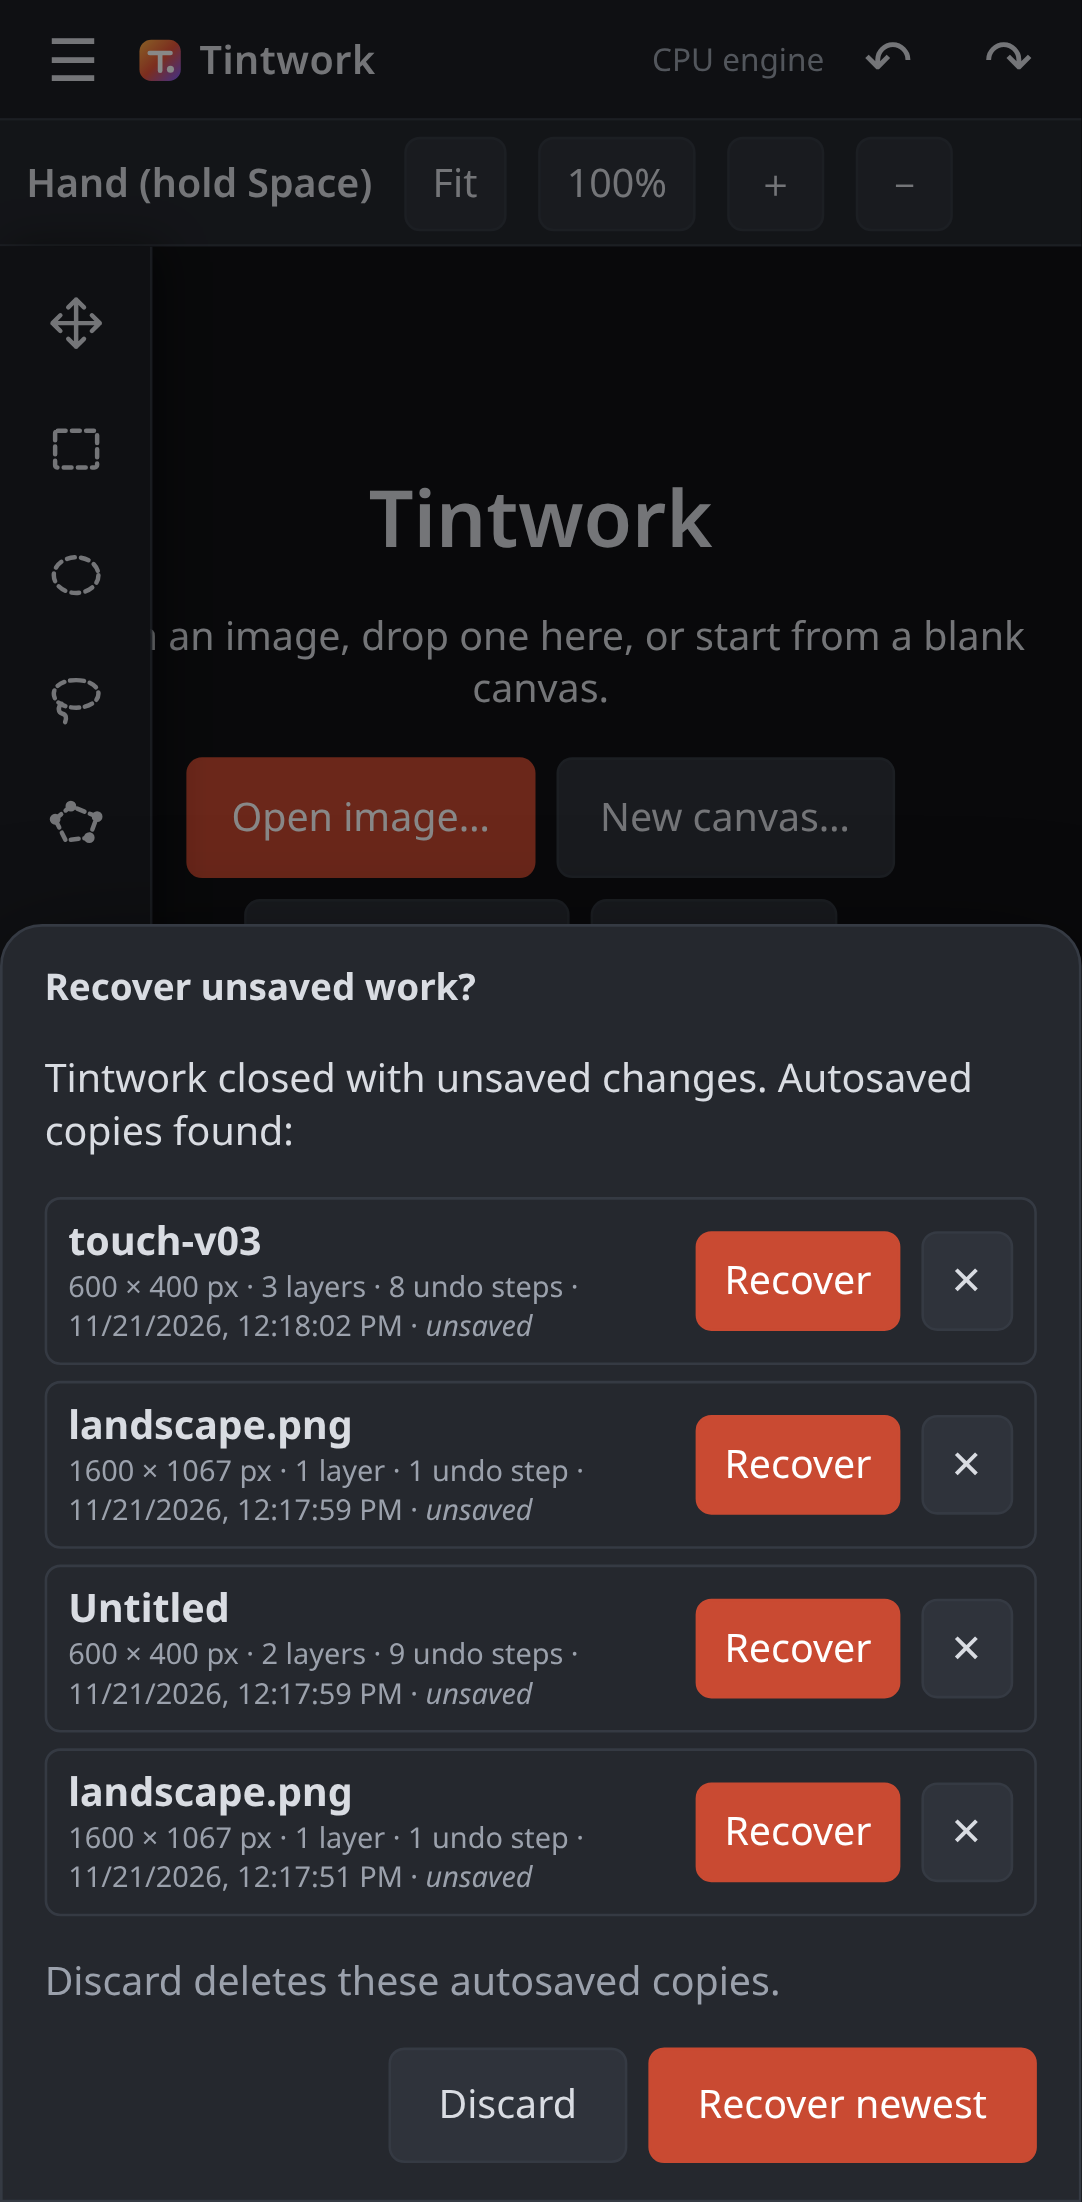 Tintwork
CPU engine
Hand (hold Space)
Fit
100%
+
−
Tintwork
an image, drop one here, or start from a blank
canvas.
Open image...
New canvas...
Recover unsaved work?
Tintwork closed with unsaved changes. Autosaved
copies found:
touch-v03
600 × 400 px · 3 layers · 8 undo steps ·
11/21/2026, 12:18:02 PM · unsaved
Recover
×
landscape.png
1600 × 1067 px · 1 layer · 1 undo step ·
11/21/2026, 12:17:59 PM · unsaved
Recover
×
Untitled
600 × 400 px · 2 layers · 9 undo steps ·
11/21/2026, 12:17:59 PM · unsaved
Recover
×
landscape.png
1600 × 1067 px · 1 layer · 1 undo step ·
11/21/2026, 12:17:51 PM · unsaved
Recover
×
Discard deletes these autosaved copies.
Discard
Recover newest